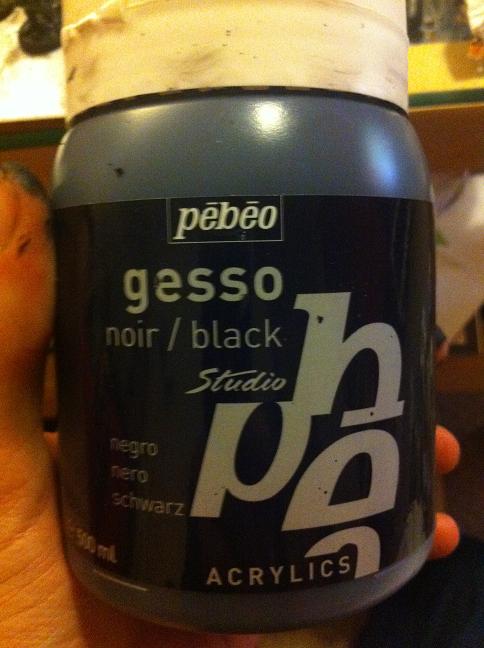 pēbēo
gesso
noir / black
Studio
negro
nero
schwarz
500 ml
ACRYLICS